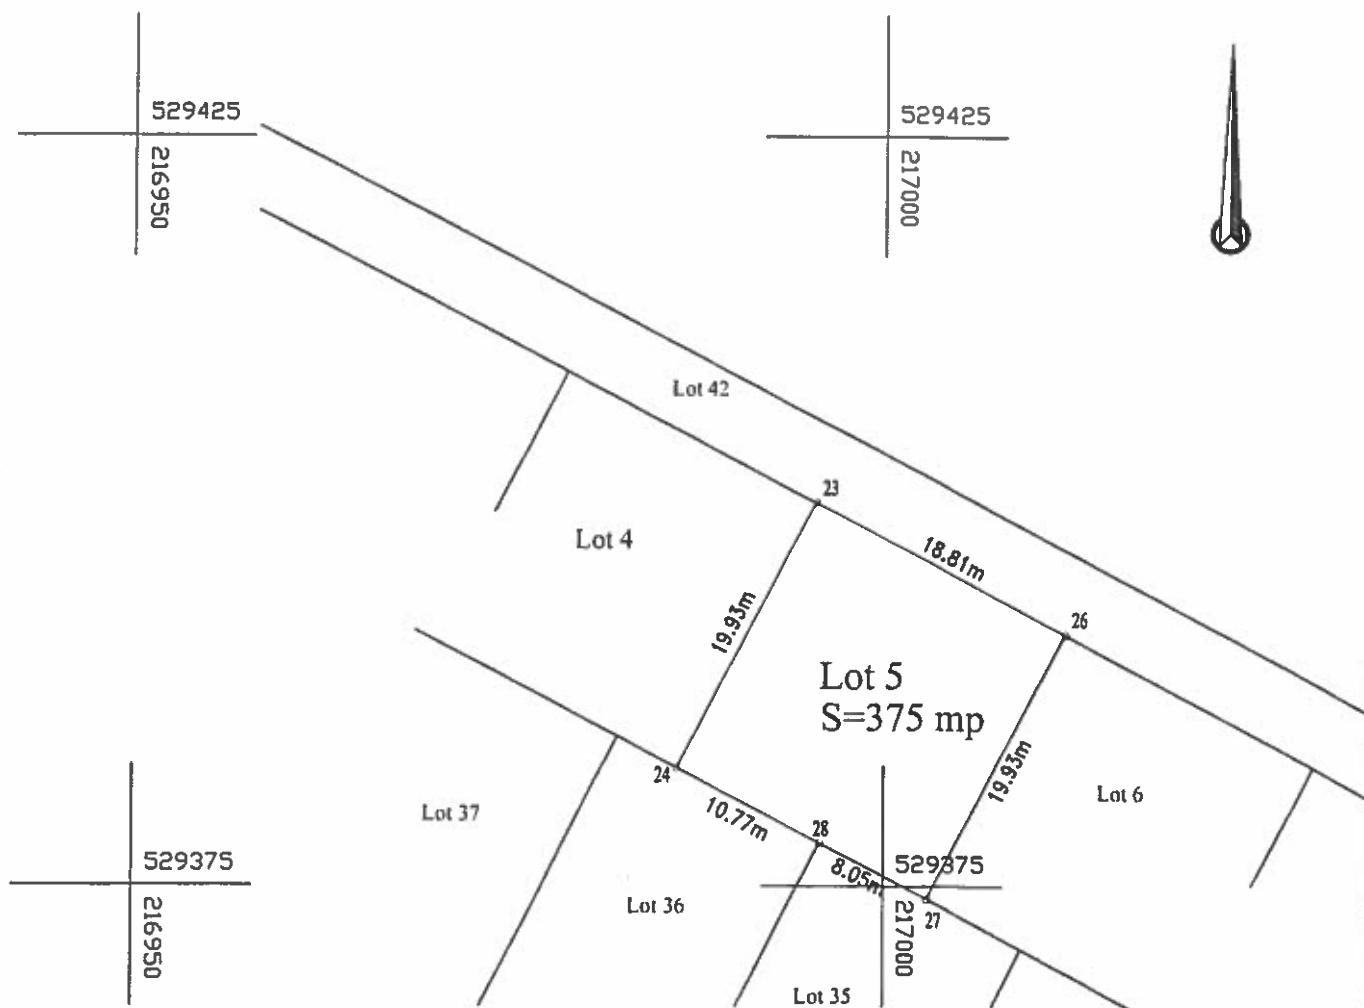 529425
216950
529425
217000
Lot 42
23
18.81m
Lot 4
19.93m
26
Lot 5
S=375 mp
19.93m
24
10.77m
28
8.05m
Lot 6
Lot 37
529375
216950
529375
217000
27
Lot 36
Lot 35